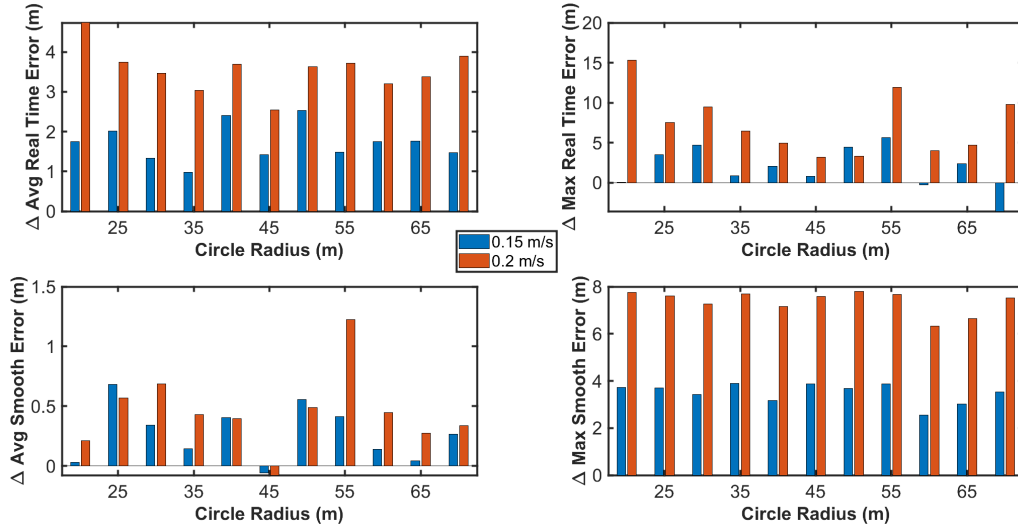 Δ Avg Real Time Error (m)
4
3
2
1
0
25 35 45 55 65
Circle Radius (m)
Δ Max Real Time Error (m)
20
15
10
5
0
25 35 45 55 65
Circle Radius (m)
0.15 m/s
0.2 m/s
Δ Avg Smooth Error (m)
1.5
1
0.5
0
25 35 45 55 65
Circle Radius (m)
Δ Max Smooth Error (m)
8
6
4
2
0
25 35 45 55 65
Circle Radius (m)